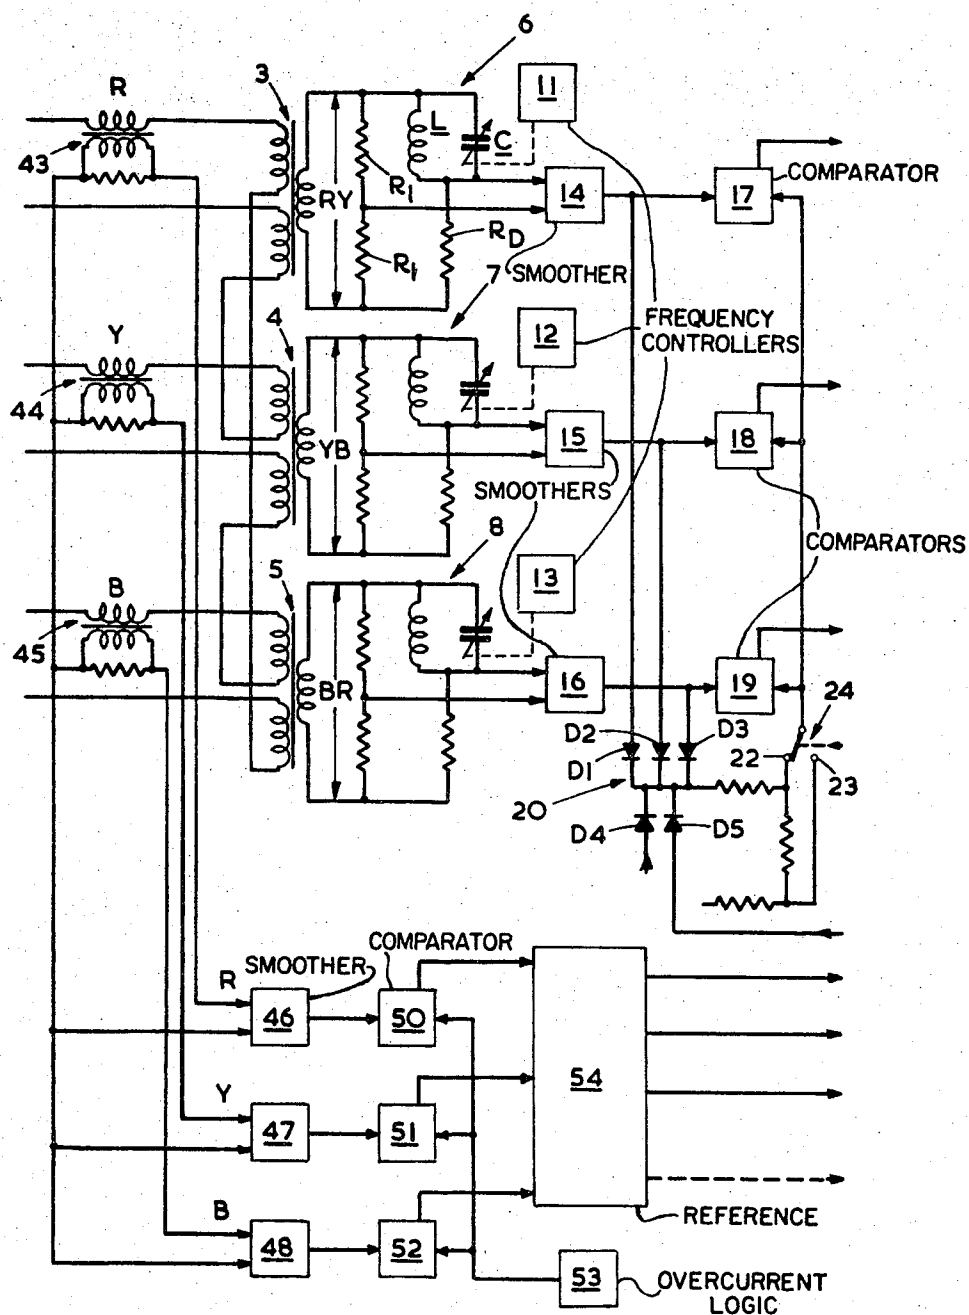 6
R
3
11
L
C
43
COMPARATOR
RY
R1
14
17
RD
R1
7
SMOOTHER
Y
4
12
FREQUENCY
CONTROLLERS
44
YB
15
18
SMOOTHERS
8
COMPARATORS
B
5
13
45
BR
16
19
24
D2
D3
D1
22
23
20
D4
D5
COMPARATOR
SMOOTHER
R
46
50
54
Y
47
51
B
REFERENCE
48
52
53
OVERCURRENT
LOGIC